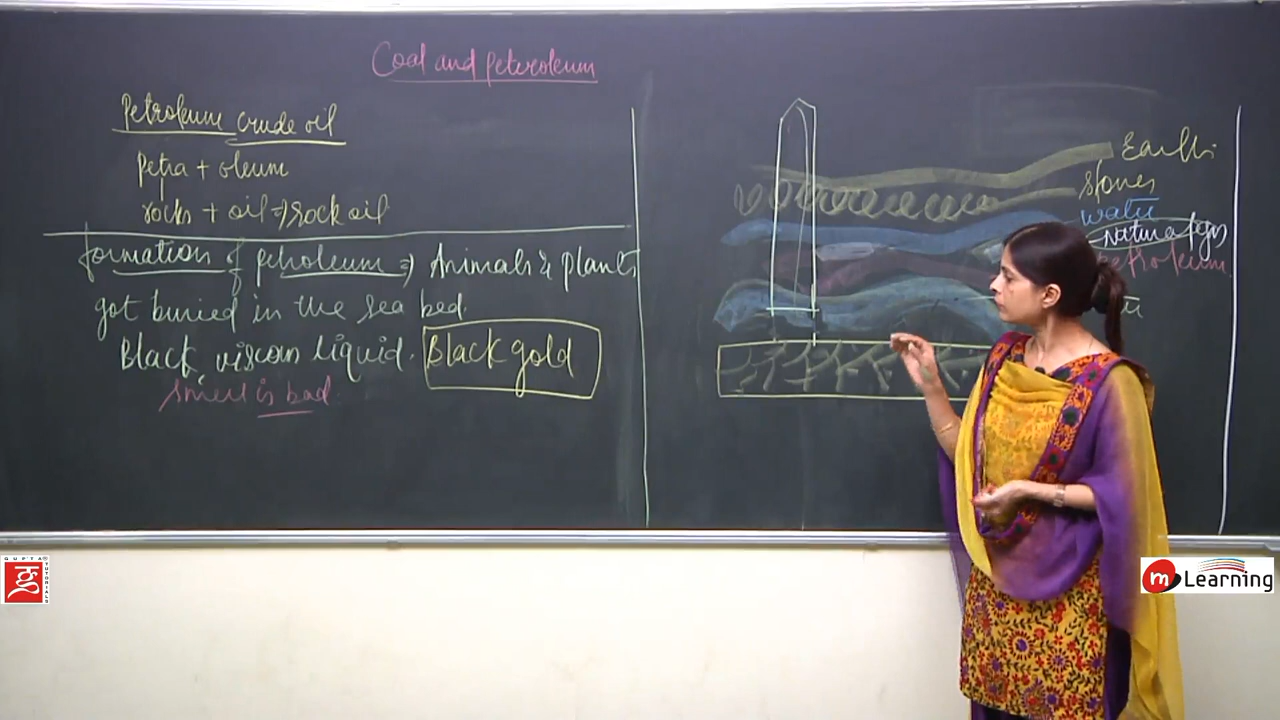 Coal and Petroleum
Petroleum crude oil
Petra + oleum
rocks + oil ⇒ rock oil
formation of petroleum ⇒ Animals & plants
got buried in the sea bed.
Black, viscous liquid. Black gold
Smell is bad.
Earth
stones
water
Natural gas
petroleum
GUPTA
TUTORIALS
m Learning